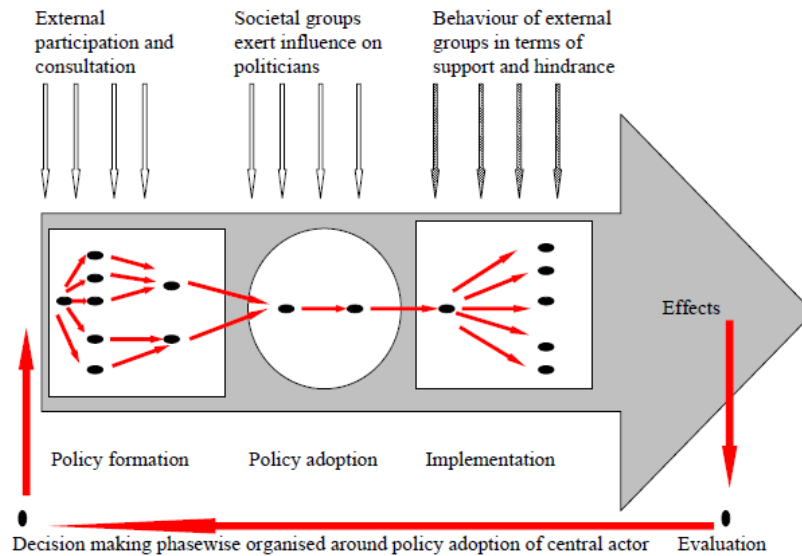 External
participation and
consultation
Societal groups
exert influence on
politicians
Behaviour of external
groups in terms of
support and hindrance
Effects
Policy formation
Policy adoption
Implementation
Decision making phasewise organised around policy adoption of central actor
Evaluation